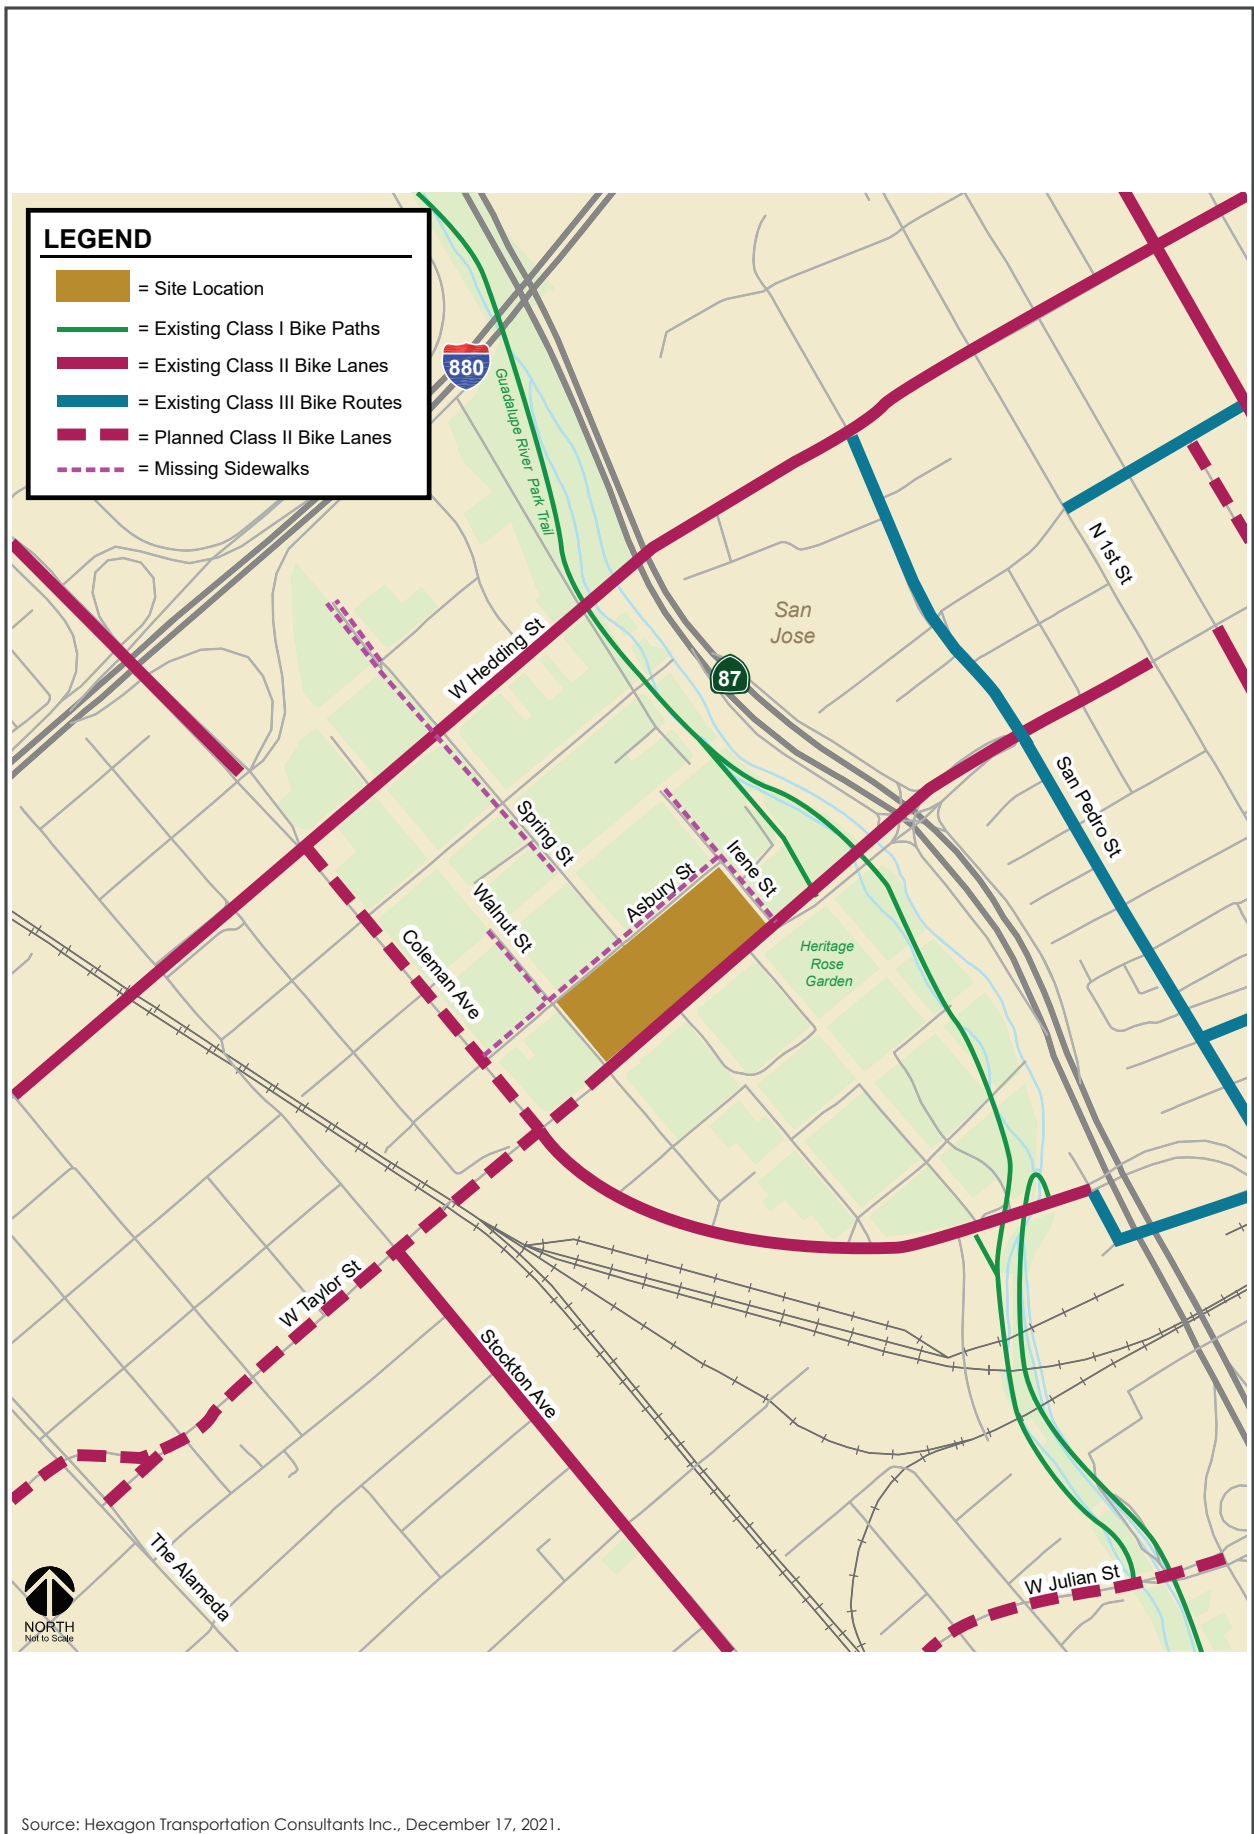 LEGEND
= Site Location
= Existing Class I Bike Paths
= Existing Class II Bike Lanes
= Existing Class III Bike Routes
= Planned Class II Bike Lanes
= Missing Sidewalks
880
Guadalupe River Park Trail
N 1st St
San
Jose
W Hedding St
87
San Pedro St
Spring St
Irene St
Asbury St
Walnut St
Coleman Ave
Heritage
Rose
Garden
W Taylor St
Stockton Ave
The Alameda
W Julian St
NORTH
Not to Scale
Source: Hexagon Transportation Consultants Inc., December 17, 2021.